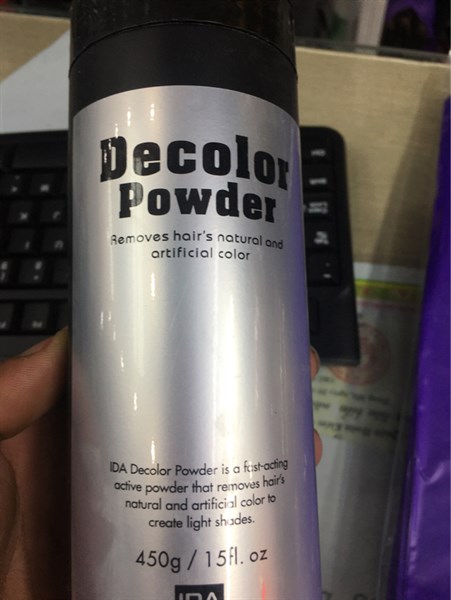 Decolor
Powder
Removes hair's natural and
artificial color
IDA Decolor Powder is a fast-acting
active powder that removes hair's
natural and artificial color to
create light shades.
450g / 15fl. oz
IDA